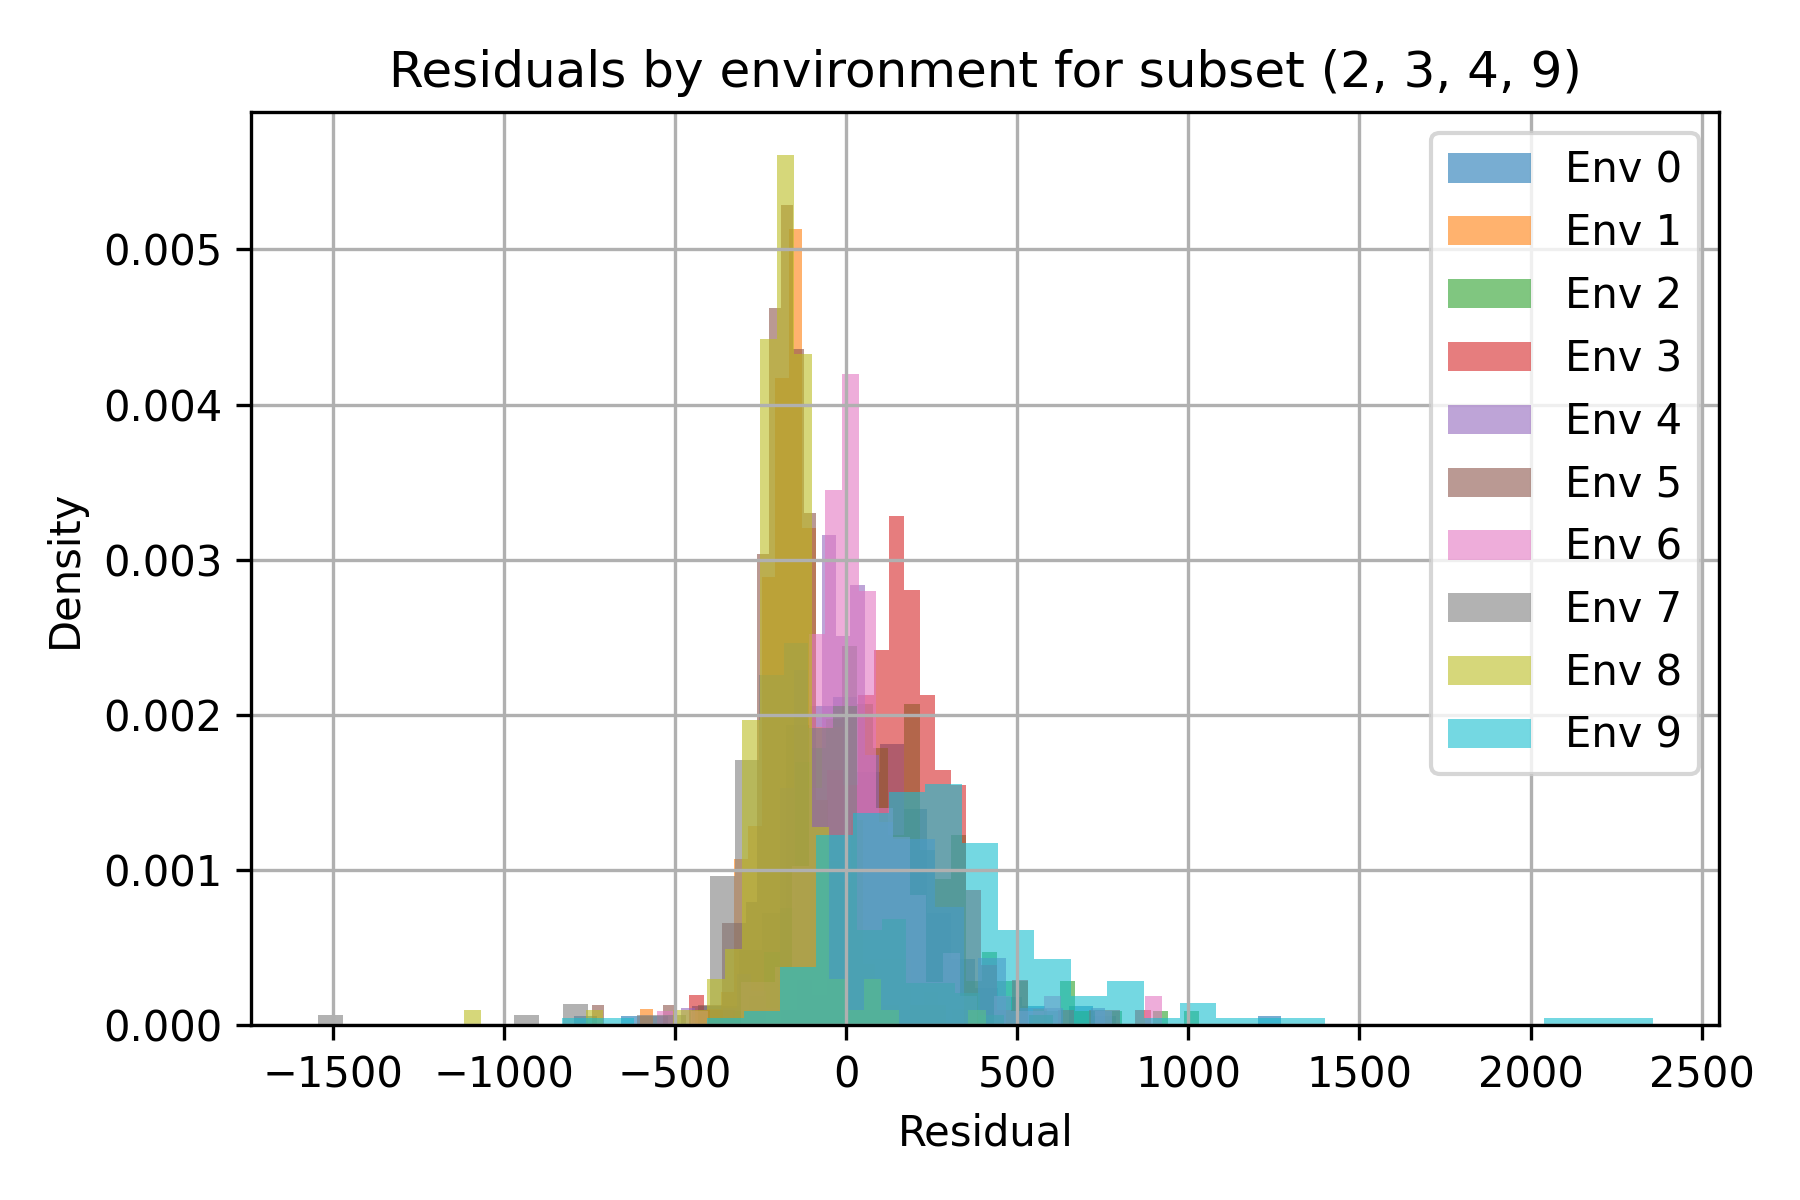 Residuals by environment for subset (2, 3, 4, 9)
Env 0
Env 1
Env 2
Env 3
Env 4
Env 5
Env 6
Env 7
Env 8
Env 9
0.005
0.004
0.003
0.002
0.001
0.000
Density
−1500 −1000 −500 0 500 1000 1500 2000 2500
Residual